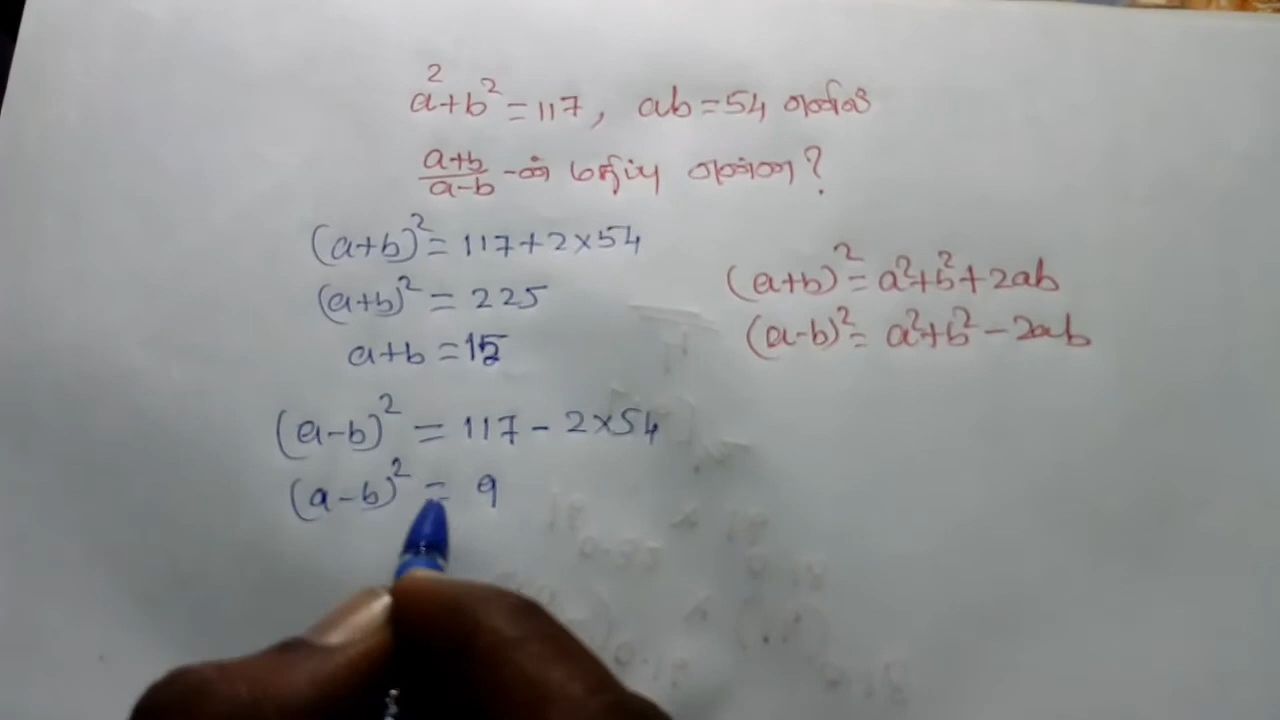 a²+b²=117, ab=54 எனில்
(a+b)/(a-b) -ன் மதிப்பு என்ன?
(a+b)²=117+2×54
(a+b)²=225
a+b=15
(a-b)²=117-2×54
(a-b)²=9
(a+b)²=a²+b²+2ab
(a-b)²=a²+b²-2ab